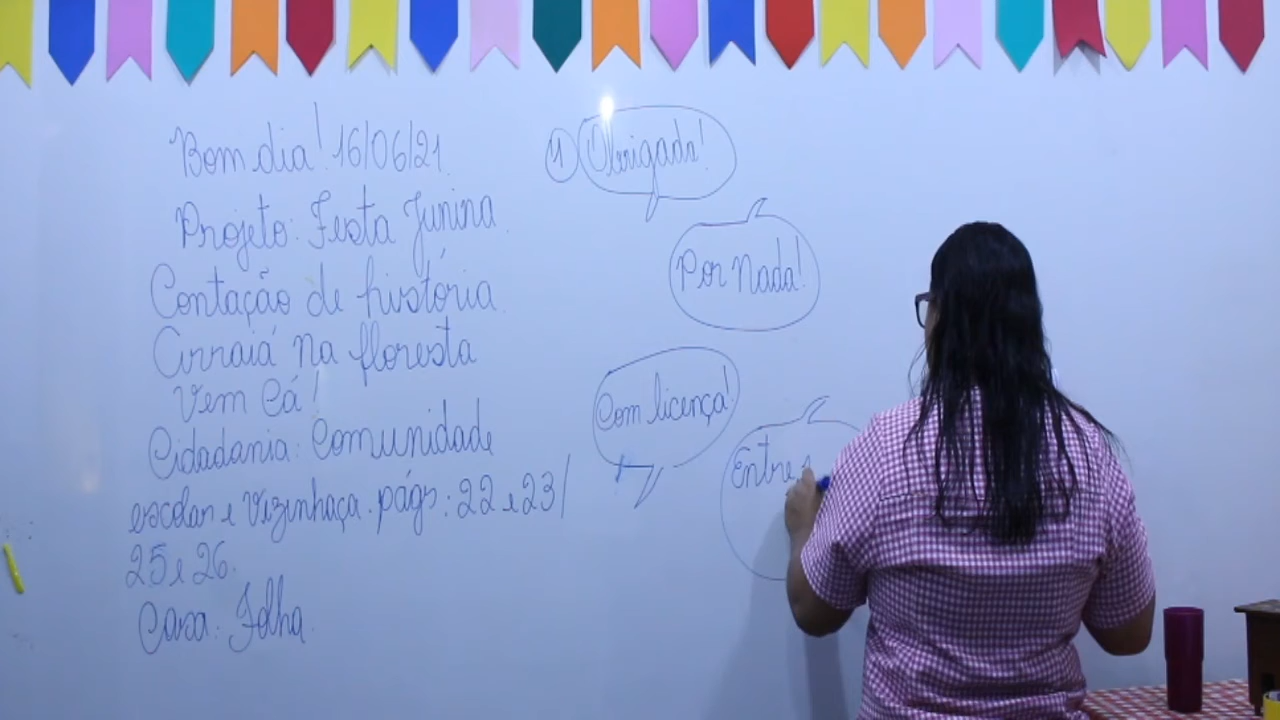 Bom dia! 16/06/21.
Projeto: Festa Junina.
Contação de história.
Arraiá na floresta
Vem Cá!
Cidadania: Comunidade
escolar e Vizinhaça. págs: 22 e 23/
25 e 26.
Casa: Folha.
1 Obrigada!
Por Nada!
Com licença!
Entre